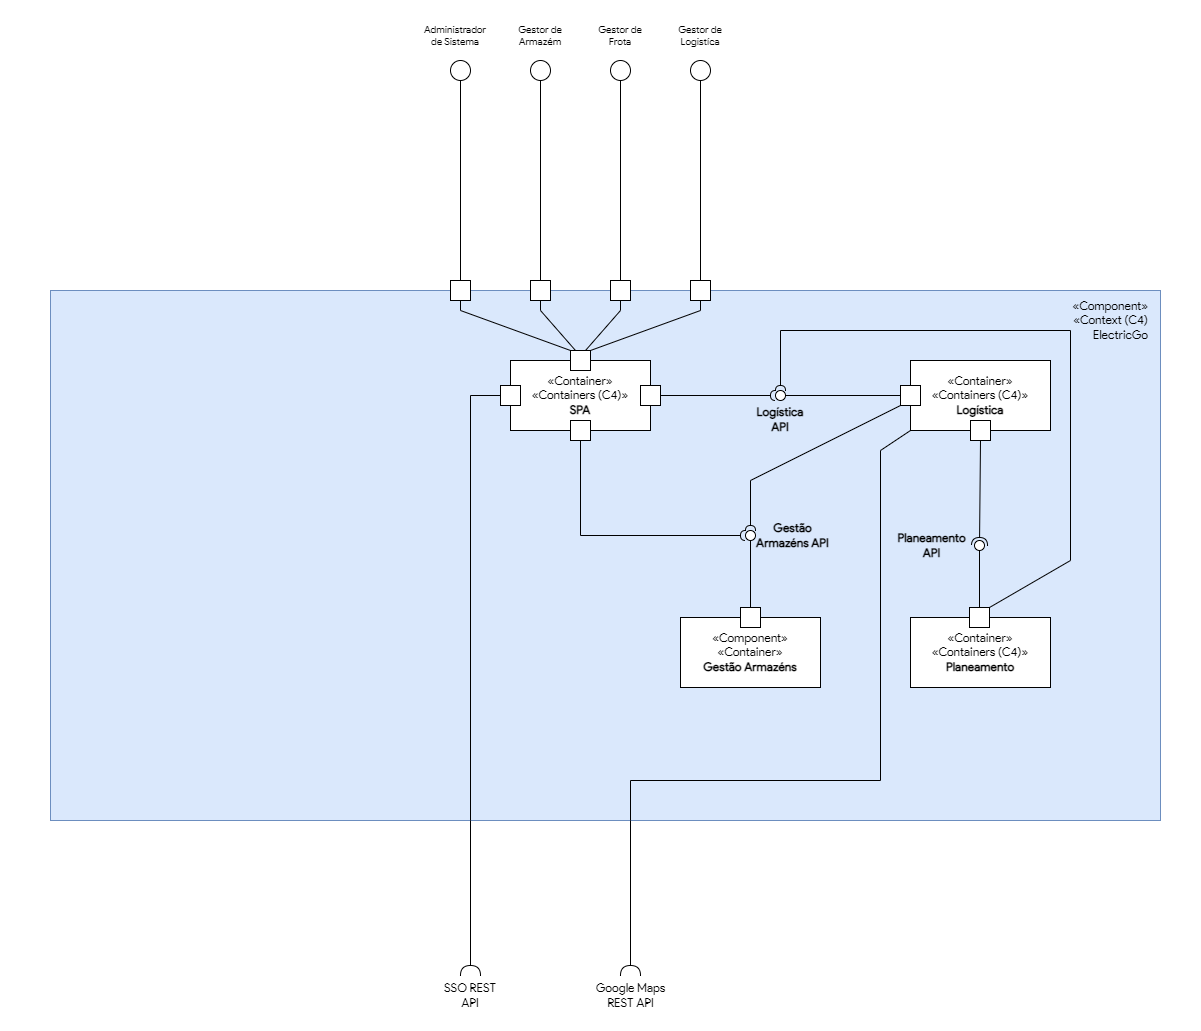 Administrador
de Sistema
Gestor de
Armazém
Gestor de
Frota
Gestor de
Logística
«Component»
«Context (C4)
ElectricGo
«Container»
«Containers (C4)»
SPA
Logística
API
«Container»
«Containers (C4)»
Logística
Gestão
Armazéns API
Planeamento
API
«Component»
«Container»
Gestão Armazéns
«Container»
«Containers (C4)»
Planeamento
SSO REST
API
Google Maps
REST API